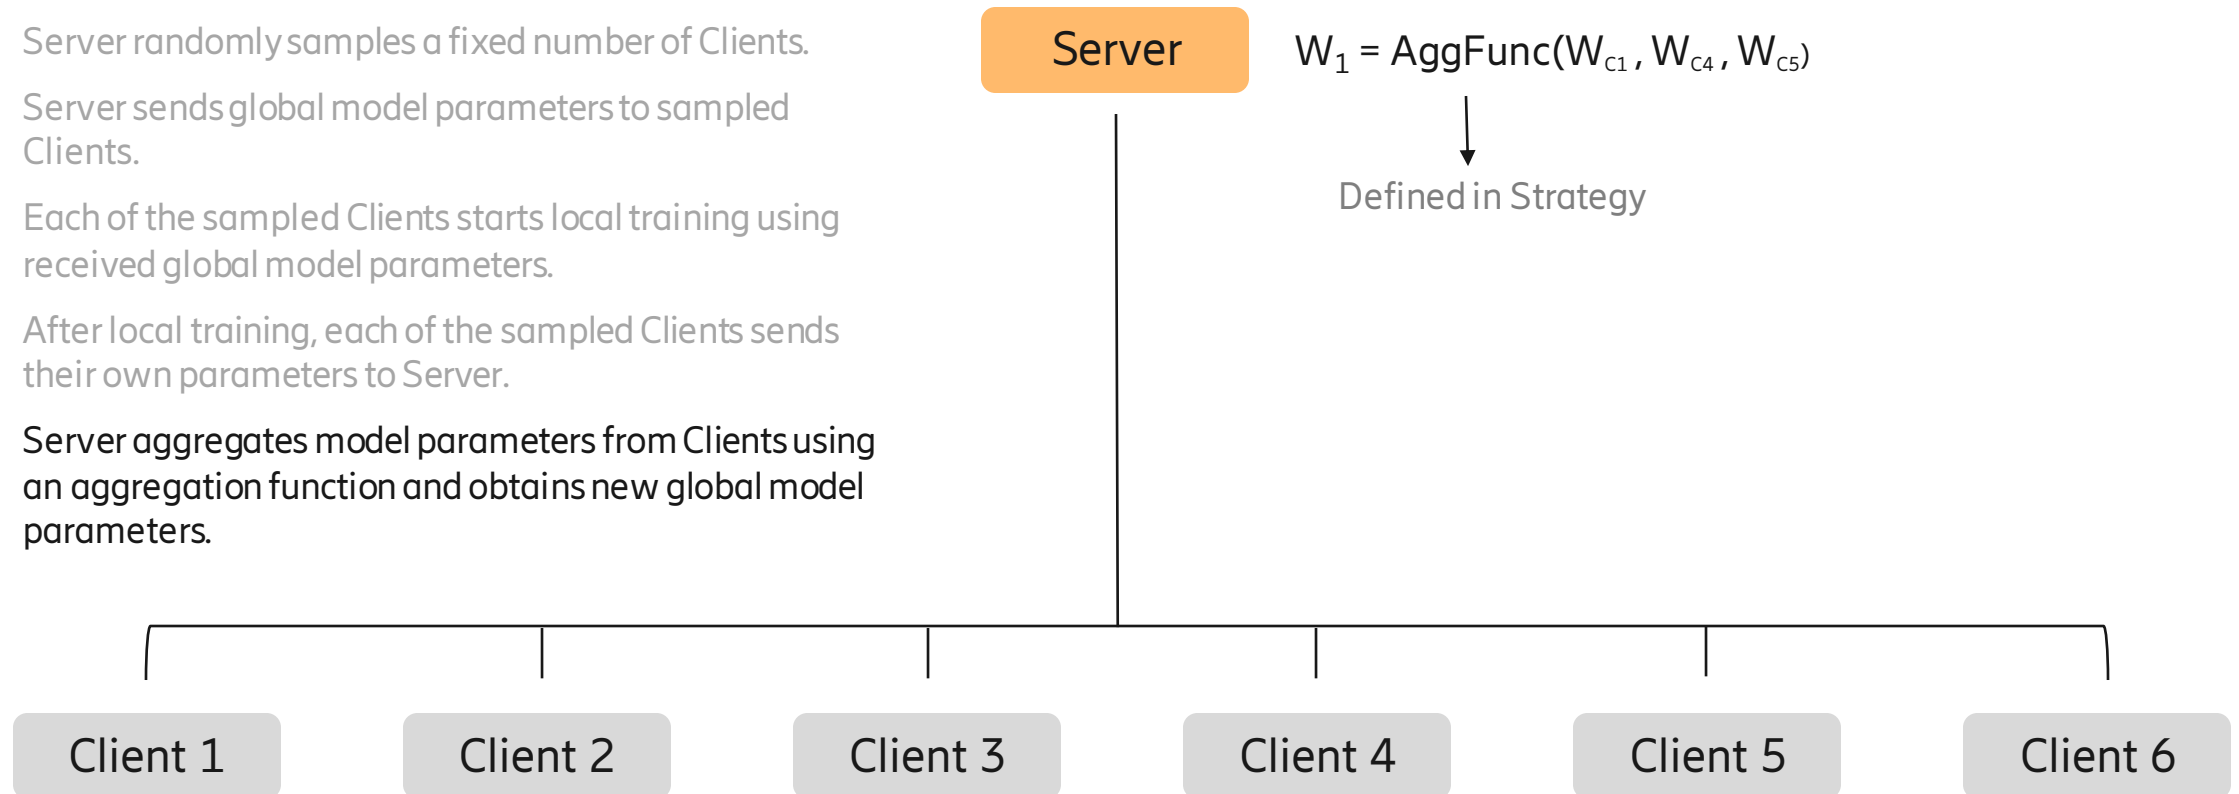 Server randomly samples a fixed number of Clients.
Server sends global model parameters to sampled
Clients.
Each of the sampled Clients starts local training using
received global model parameters.
After local training, each of the sampled Clients sends
their own parameters to Server.
Server aggregates model parameters from Clients using
an aggregation function and obtains new global model
parameters.
Server
W₁ = AggFunc(W_C1, W_C4, W_C5)
Defined in Strategy
Client 1
Client 2
Client 3
Client 4
Client 5
Client 6